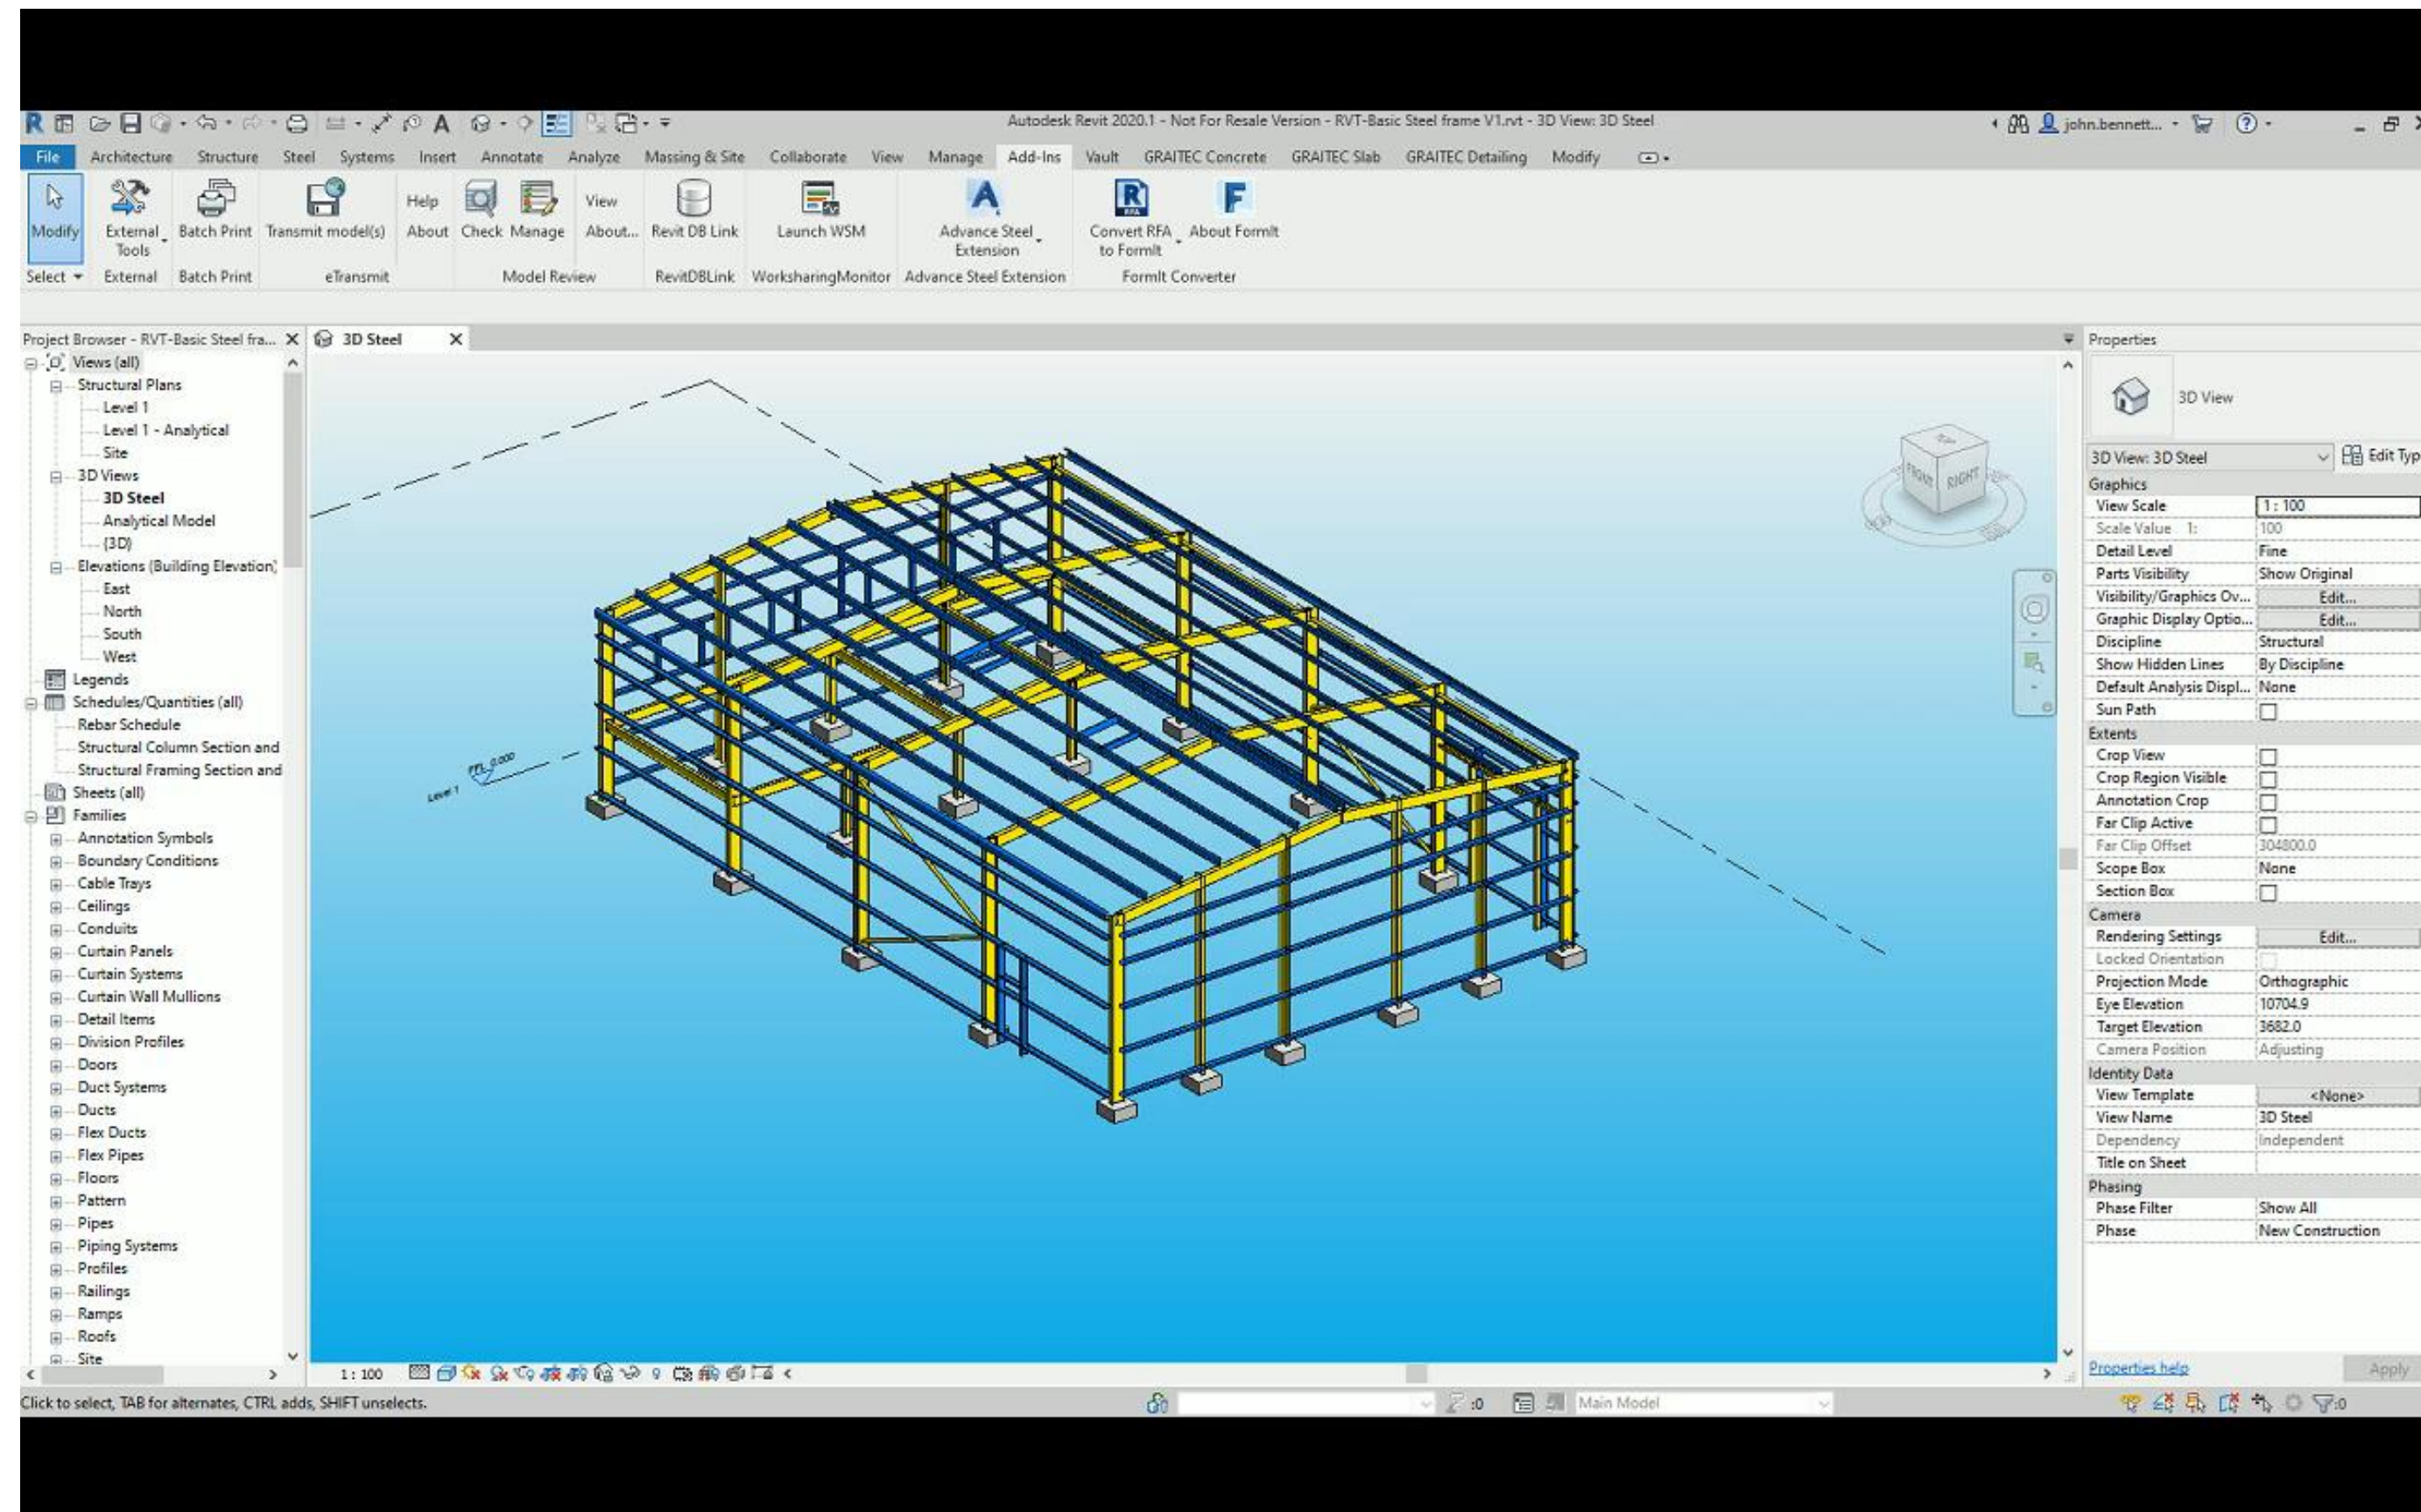 Autodesk Revit 2020.1 - Not For Resale Version - RVT-Basic Steel frame V1.rvt - 3D View: 3D Steel
john.bennett...
File Architecture Structure Steel Systems Insert Annotate Analyze Massing & Site Collaborate View Manage Add-Ins Vault GRAITEC Concrete GRAITEC Slab GRAITEC Detailing Modify
Help View
Modify External Tools Batch Print Transmit model(s) About Check Manage About... Revit DB Link Launch WSM Advance Steel Extension Convert RFA to FormIt About FormIt
Select External Batch Print eTransmit Model Review RevitDBLink WorksharingMonitor Advance Steel Extension FormIt Converter
Project Browser - RVT-Basic Steel fra...
Views (all)
Structural Plans
Level 1
Level 1 - Analytical
Site
3D Views
3D Steel
Analytical Model
{3D}
Elevations (Building Elevation)
East
North
South
West
Legends
Schedules/Quantities (all)
Rebar Schedule
Structural Column Section and
Structural Framing Section and
Sheets (all)
Families
Annotation Symbols
Boundary Conditions
Cable Trays
Ceilings
Conduits
Curtain Panels
Curtain Systems
Curtain Wall Mullions
Detail Items
Division Profiles
Doors
Duct Systems
Ducts
Flex Ducts
Flex Pipes
Floors
Pattern
Pipes
Piping Systems
Profiles
Railings
Ramps
Roofs
Site
3D Steel
TOP
FRONT RIGHT
FFL 0.000
Level 1
1 : 100
Properties
3D View
3D View: 3D Steel Edit Typ
Graphics
View Scale 1 : 100
Scale Value 1: 100
Detail Level Fine
Parts Visibility Show Original
Visibility/Graphics Ov... Edit...
Graphic Display Optio... Edit...
Discipline Structural
Show Hidden Lines By Discipline
Default Analysis Displ... None
Sun Path
Extents
Crop View
Crop Region Visible
Annotation Crop
Far Clip Active
Far Clip Offset 304800.0
Scope Box None
Section Box
Camera
Rendering Settings Edit...
Locked Orientation
Projection Mode Orthographic
Eye Elevation 10704.9
Target Elevation 3682.0
Camera Position Adjusting
Identity Data
View Template <None>
View Name 3D Steel
Dependency Independent
Title on Sheet
Phasing
Phase Filter Show All
Phase New Construction
Properties help Apply
Click to select, TAB for alternates, CTRL adds, SHIFT unselects. :0 Main Model :0